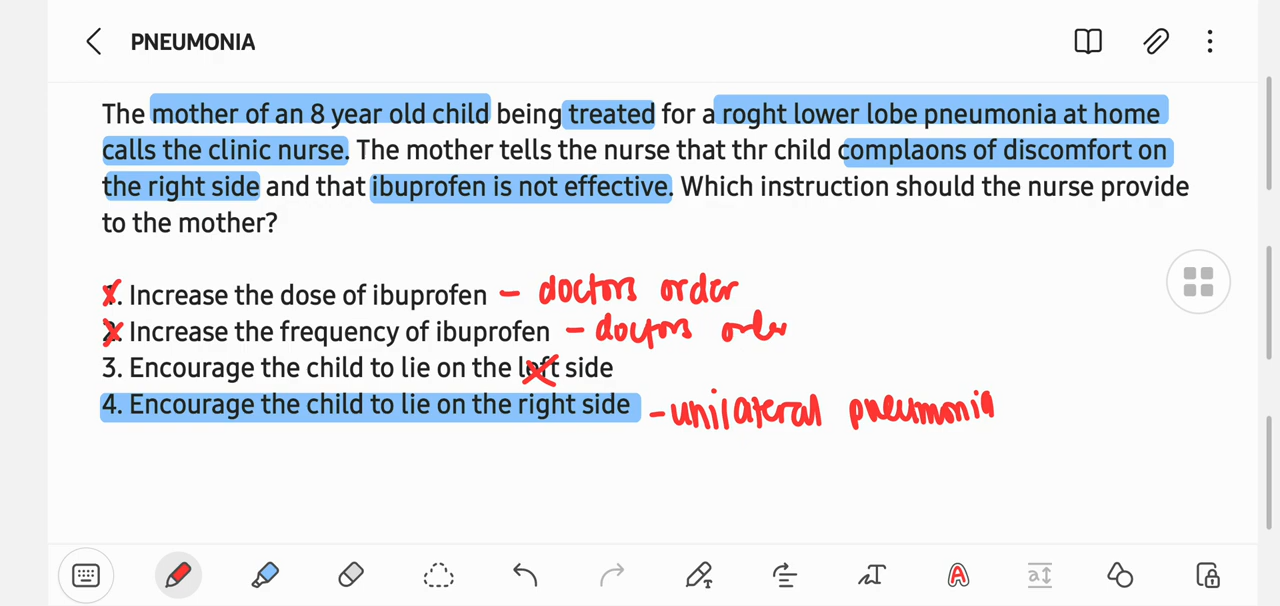 PNEUMONIA
The mother of an 8 year old child being treated for a roght lower lobe pneumonia at home
calls the clinic nurse. The mother tells the nurse that thr child complaons of discomfort on
the right side and that ibuprofen is not effective. Which instruction should the nurse provide
to the mother?
1. Increase the dose of ibuprofen - doctors order
2. Increase the frequency of ibuprofen - doctors order
3. Encourage the child to lie on the left side
4. Encourage the child to lie on the right side - unilateral pneumonia